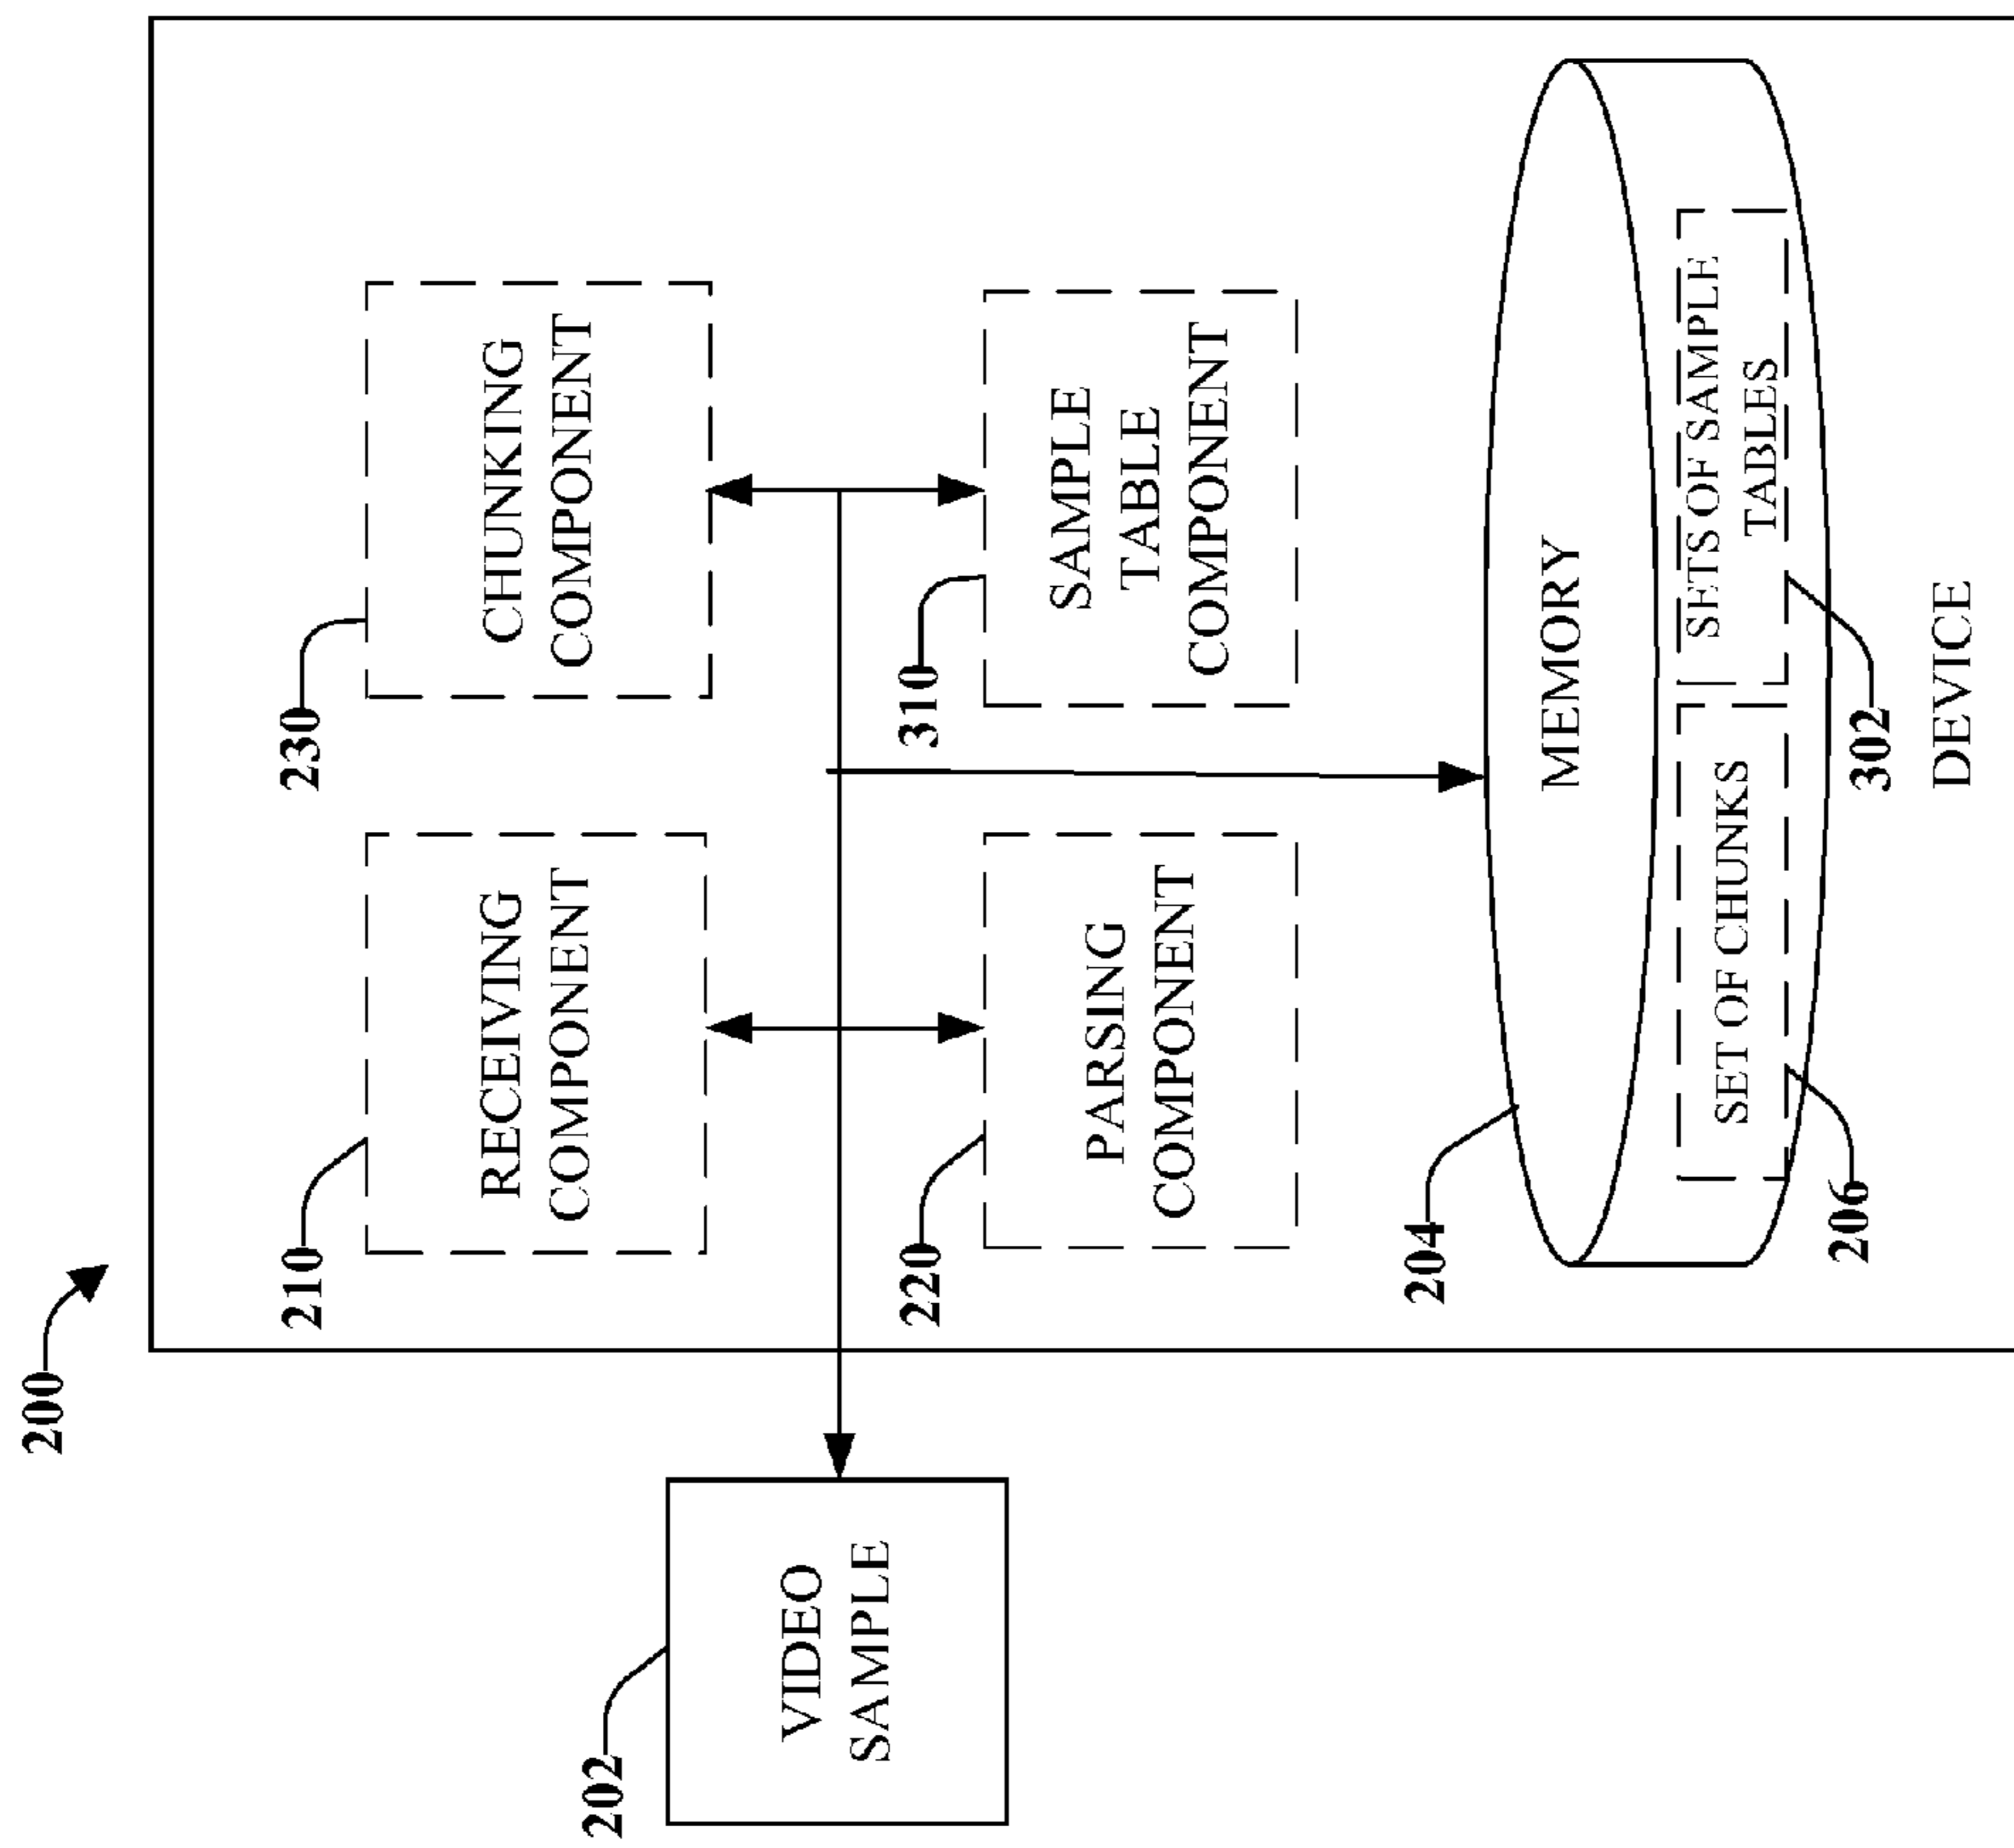 200
210
RECEIVING
COMPONENT
230
CHUNKING
COMPONENT
202
VIDEO
SAMPLE
220
PARSING
COMPONENT
310
SAMPLE
TABLE
COMPONENT
204
MEMORY
SET OF CHUNKS
SETS OF SAMPLE
TABLES
206
302
DEVICE